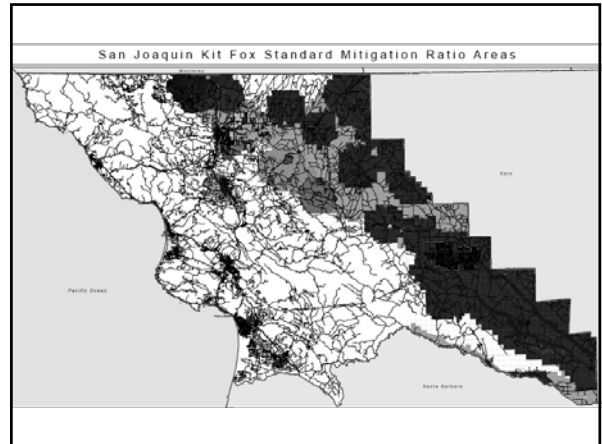 San Joaquin Kit Fox Standard Mitigation Ratio Areas
Monterey
Kern
Pacific Ocean
Santa Barbara